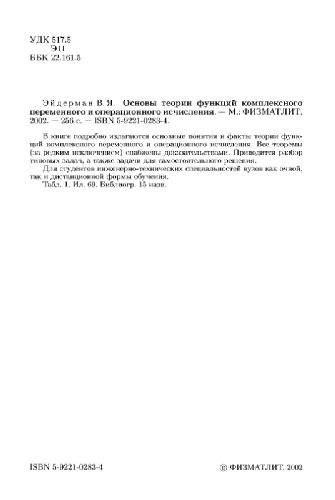 УДК 517.5
Э11
ББК 22.161.5
Эйдерман В.Я. Основы теории функций комплексного
переменного и операционного исчисления. — М.: ФИЗМАТЛИТ,
2002. — 256 с. — ISBN 5-9221-0283-4.
В книге подробно излагаются основные понятия и факты теории функ-
ций комплексного переменного и операционного исчисления. Все теоремы
(за редким исключением) снабжены доказательствами. Приводится разбор
типовых задач, а также задачи для самостоятельного решения.
Для студентов инженерно-технических специальностей вузов как очной,
так и дистанционной формы обучения.
Табл. 1. Ил. 69. Библиогр. 15 назв.
ISBN 5-9221-0283-4
© ФИЗМАТЛИТ, 2002